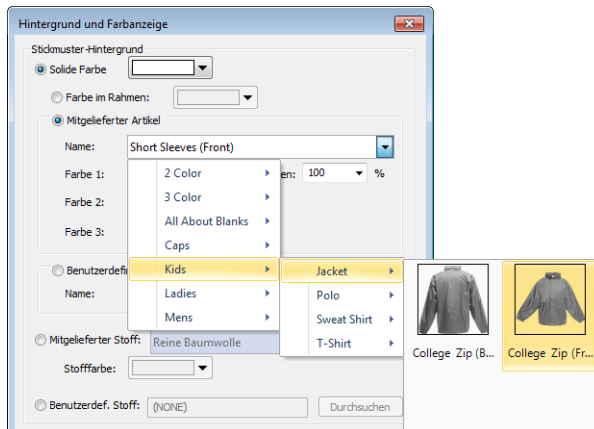 Hintergrund und Farbanzeige
Stickmuster-Hintergrund
Solide Farbe
Farbe im Rahmen:
Mitgelieferter Artikel
Name: Short Sleeves (Front)
Farbe 1: en: 100 %
Farbe 2:
Farbe 3:
2 Color
3 Color
All About Blanks
Caps
Kids
Ladies
Mens
Jacket
Polo
Sweat Shirt
T-Shirt
College Zip (B...
College Zip (Fr...
Benutzerdefi
Name:
Mitgelieferter Stoff: Reine Baumwolle
Stofffarbe:
Benutzerdef. Stoff: (NONE) Durchsuchen